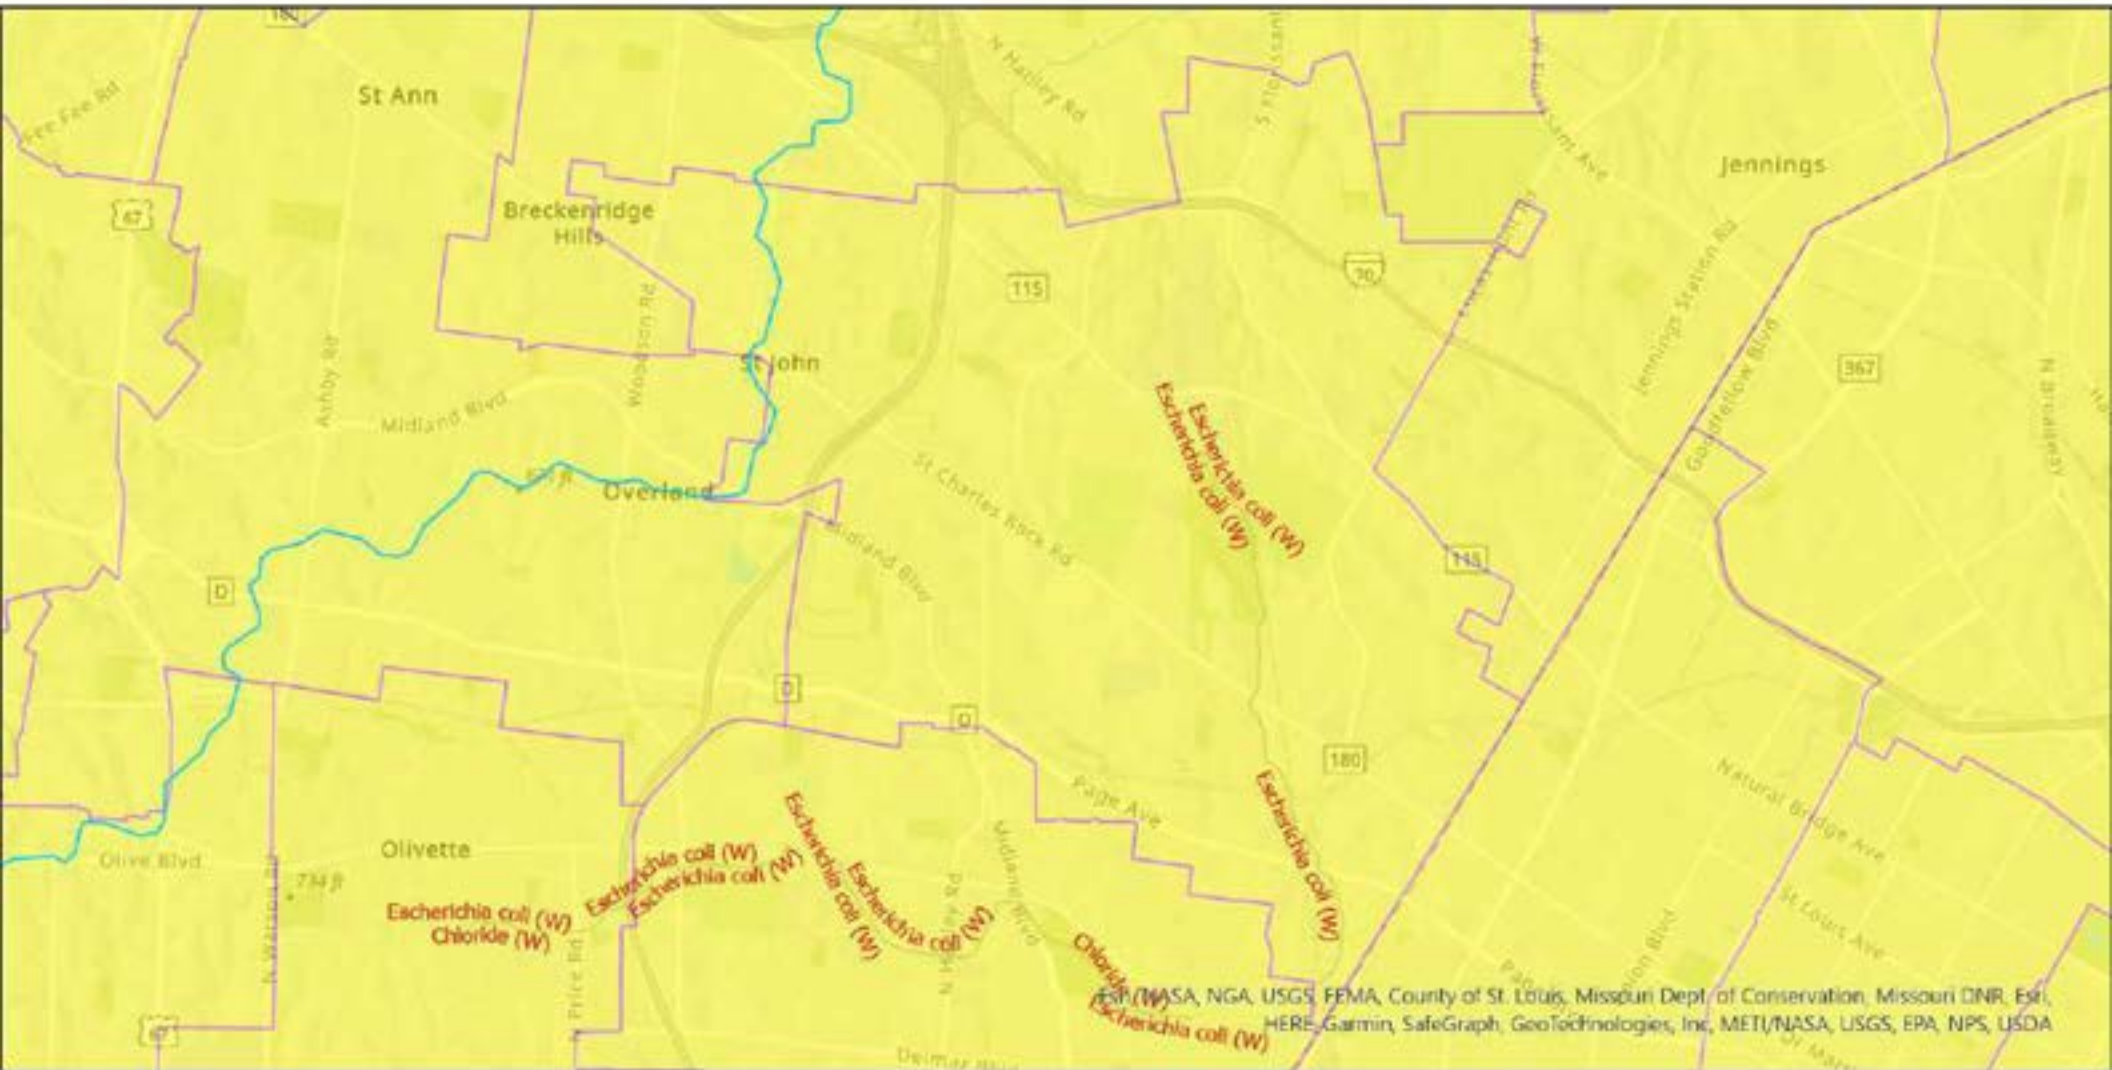 180
N Hanley Rd
St Ann
Fee Fee Rd
Jennings
67
Breckenridge
Hills
70
115
Jennings Station Rd
Woodson Rd
St John
367
Ashby Rd
Midland Blvd
Goodfellow Blvd
N Broadway
Escherichia coli (W)
Escherichia coli (W)
Overland
St Charles Rock Rd
Midland Blvd
115
D
D
D
180
Page Ave
Natural Bridge Ave
Escherichia coli (W)
Olivette
Olive Blvd
734 ft
Escherichia coli (W)
Escherichia coli (W)
Escherichia coli (W)
Escherichia coli (W)
Midland Blvd
St Louis Ave
Escherichia coli (W)
Chloride (W)
N Price Rd
Chloride (W)
Escherichia coli (W)
Esri/NASA, NGA, USGS, FEMA, County of St. Louis, Missouri Dept. of Conservation, Missouri DNR, Esri,
HERE, Garmin, SafeGraph, GeoTechnologies, Inc, METI/NASA, USGS, EPA, NPS, USDA
67
Delmar Blvd